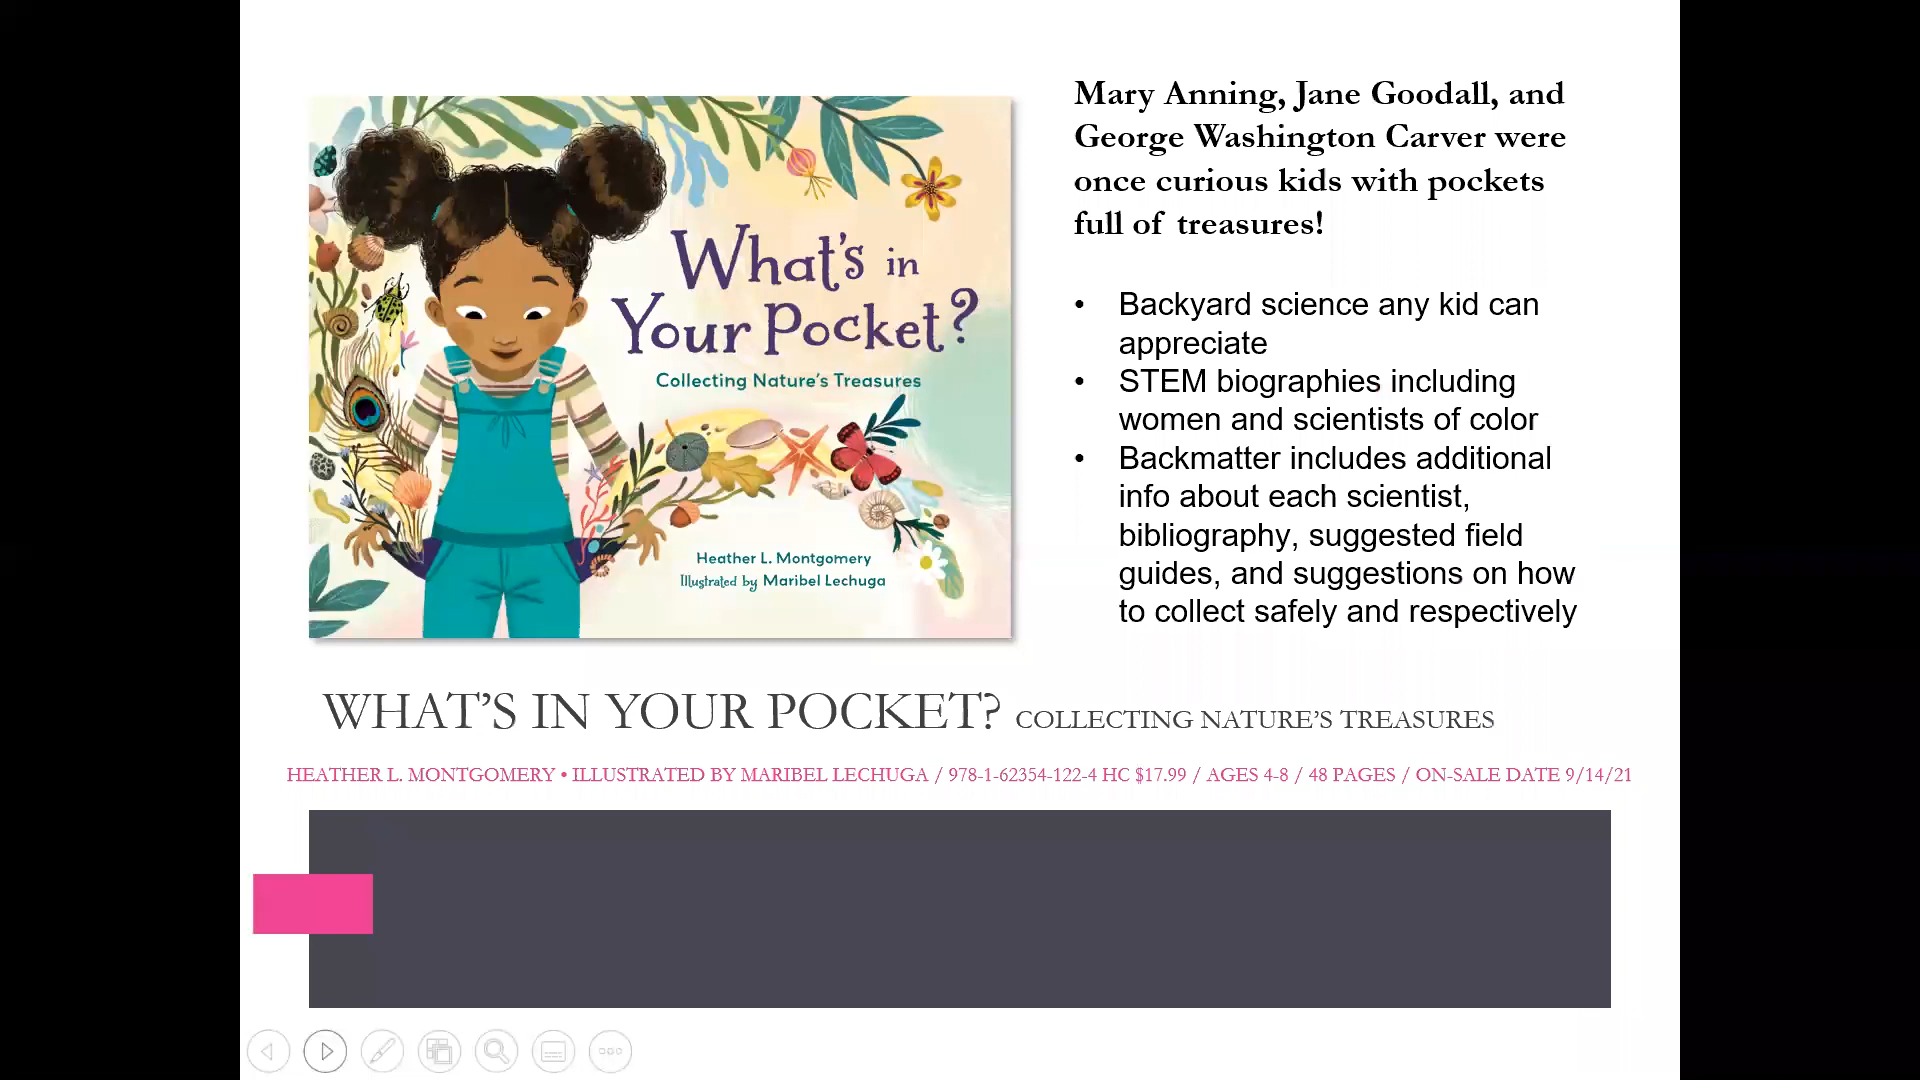 What's in
Your Pocket?
Collecting Nature's Treasures
Heather L. Montgomery
Illustrated by Maribel Lechuga
Mary Anning, Jane Goodall, and
George Washington Carver were
once curious kids with pockets
full of treasures!
• Backyard science any kid can
appreciate
• STEM biographies including
women and scientists of color
• Backmatter includes additional
info about each scientist,
bibliography, suggested field
guides, and suggestions on how
to collect safely and respectively
WHAT'S IN YOUR POCKET? COLLECTING NATURE'S TREASURES
HEATHER L. MONTGOMERY • ILLUSTRATED BY MARIBEL LECHUGA / 978-1-62354-122-4 HC $17.99 / AGES 4-8 / 48 PAGES / ON-SALE DATE 9/14/21